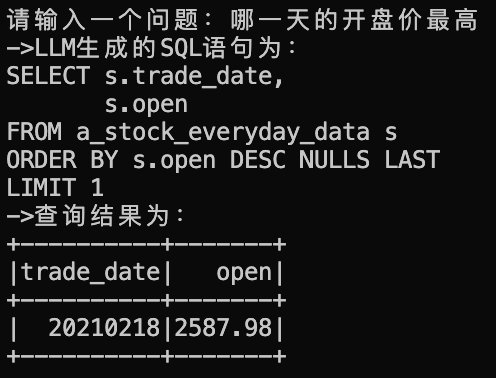 请输入一个问题：哪一天的开盘价最高
->LLM生成的SQL语句为：
SELECT s.trade_date,
       s.open
FROM a_stock_everyday_data s
ORDER BY s.open DESC NULLS LAST
LIMIT 1
->查询结果为：
+----------+-------+
|trade_date|   open|
+----------+-------+
|  20210218|2587.98|
+----------+-------+